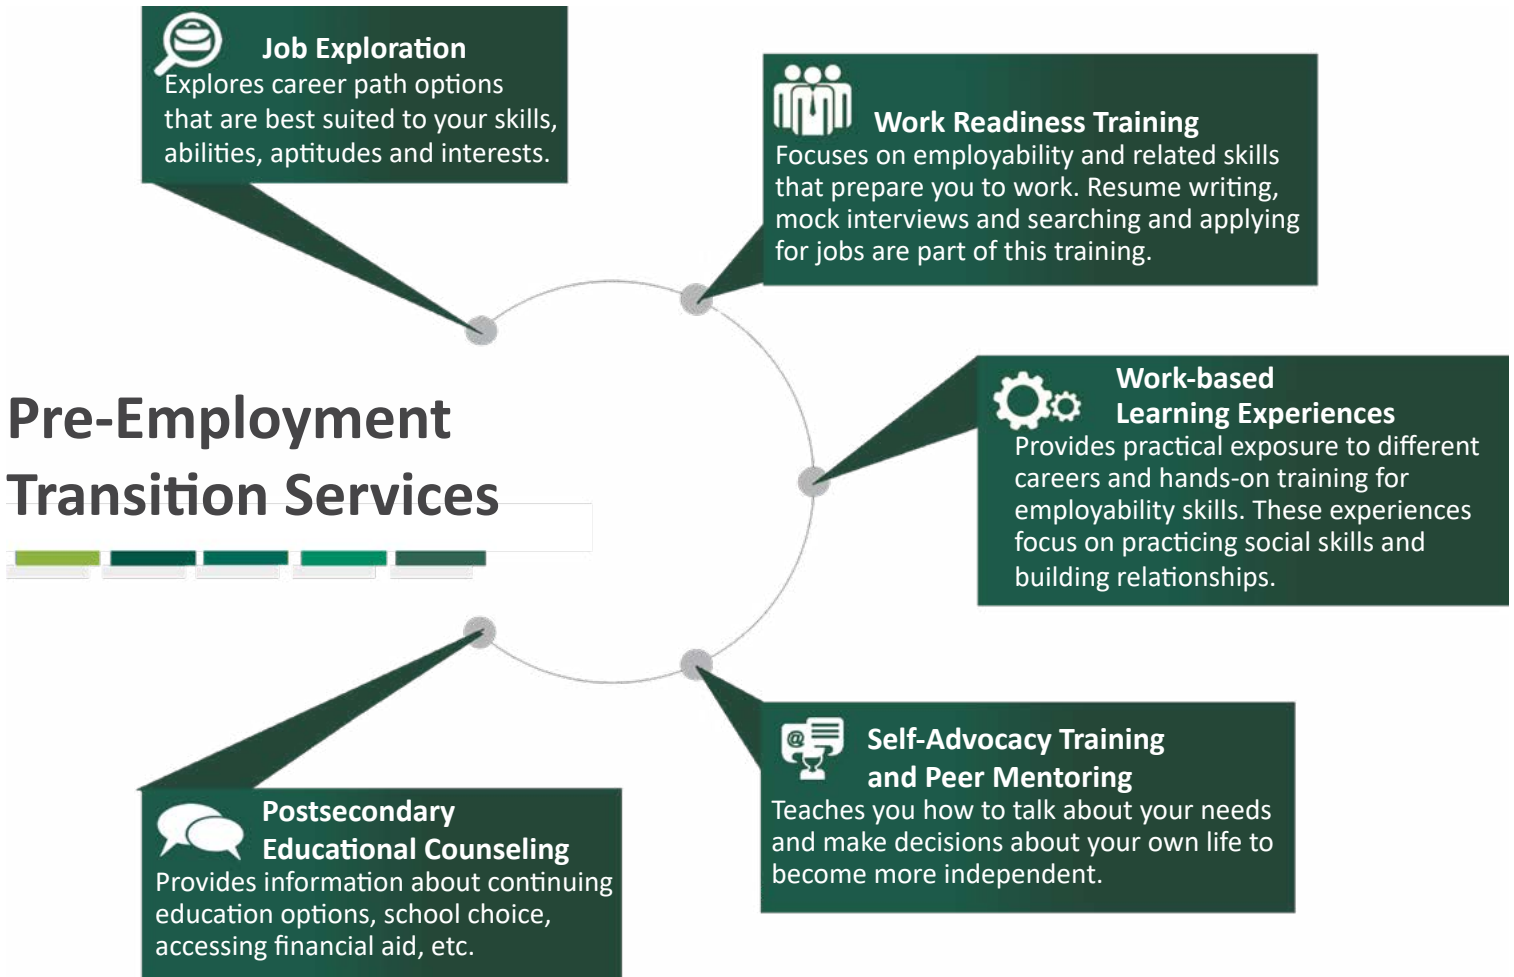 Job Exploration
Explores career path options
that are best suited to your skills,
abilities, aptitudes and interests.
Work Readiness Training
Focuses on employability and related skills
that prepare you to work. Resume writing,
mock interviews and searching and applying
for jobs are part of this training.
Pre-Employment
Transition Services
Work-based
Learning Experiences
Provides practical exposure to different
careers and hands-on training for
employability skills. These experiences
focus on practicing social skills and
building relationships.
@
Self-Advocacy Training
and Peer Mentoring
Teaches you how to talk about your needs
and make decisions about your own life to
become more independent.
Postsecondary
Educational Counseling
Provides information about continuing
education options, school choice,
accessing financial aid, etc.